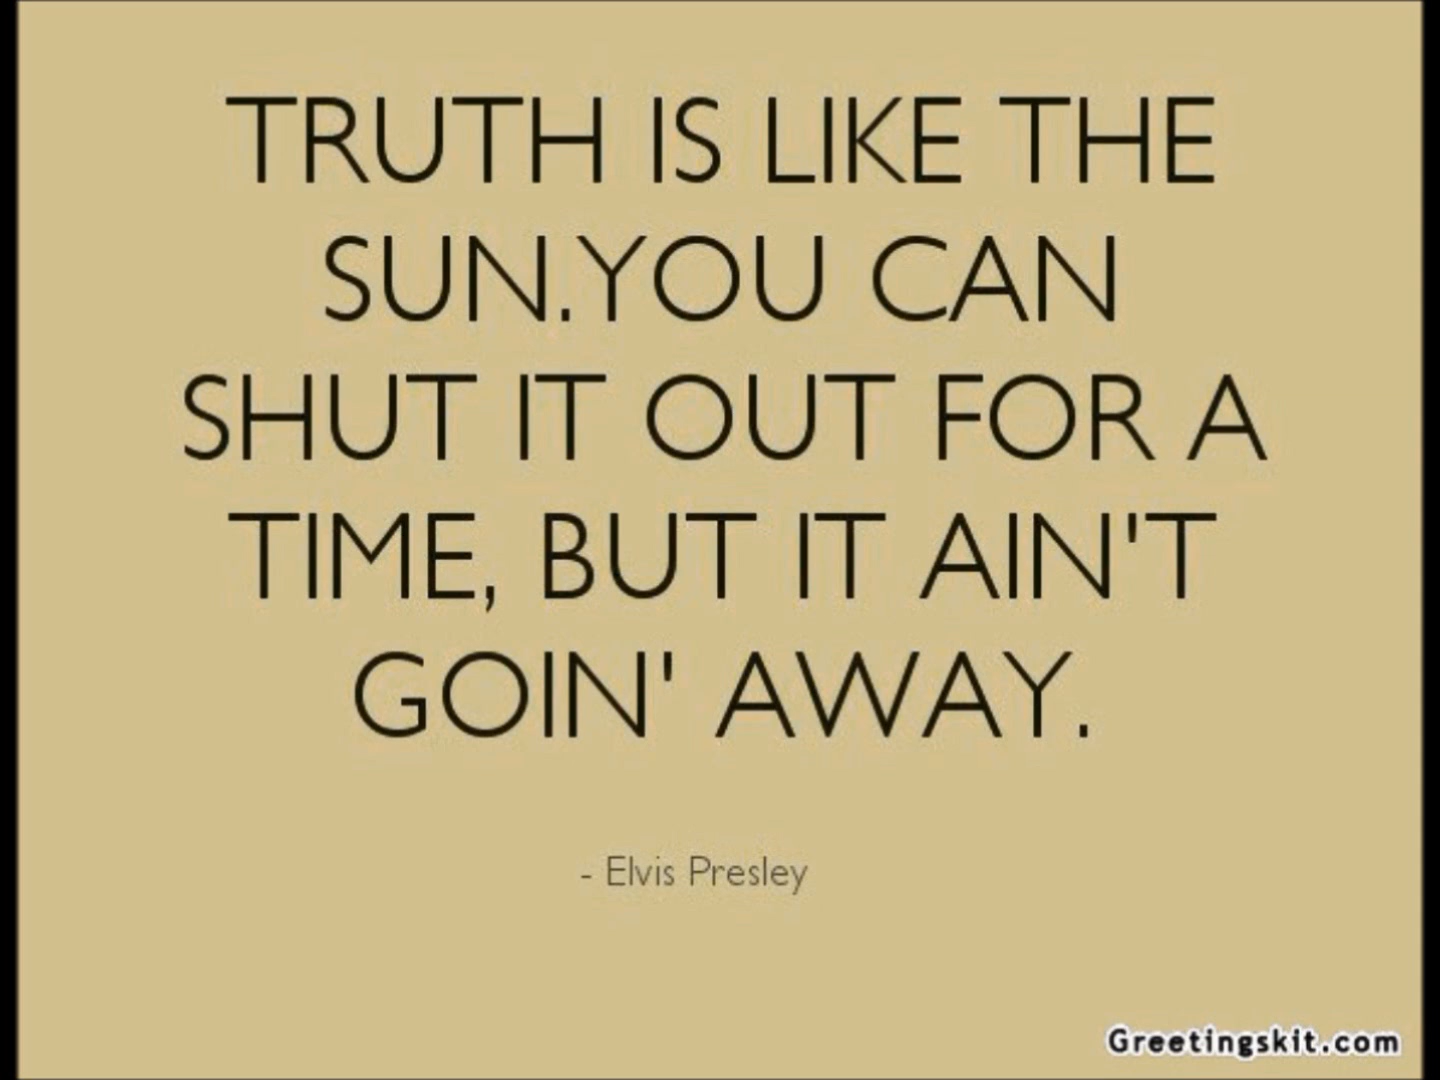 TRUTH IS LIKE THE
SUN.YOU CAN
SHUT IT OUT FOR A
TIME, BUT IT AIN'T
GOIN' AWAY.
- Elvis Presley
Greetingskit.com